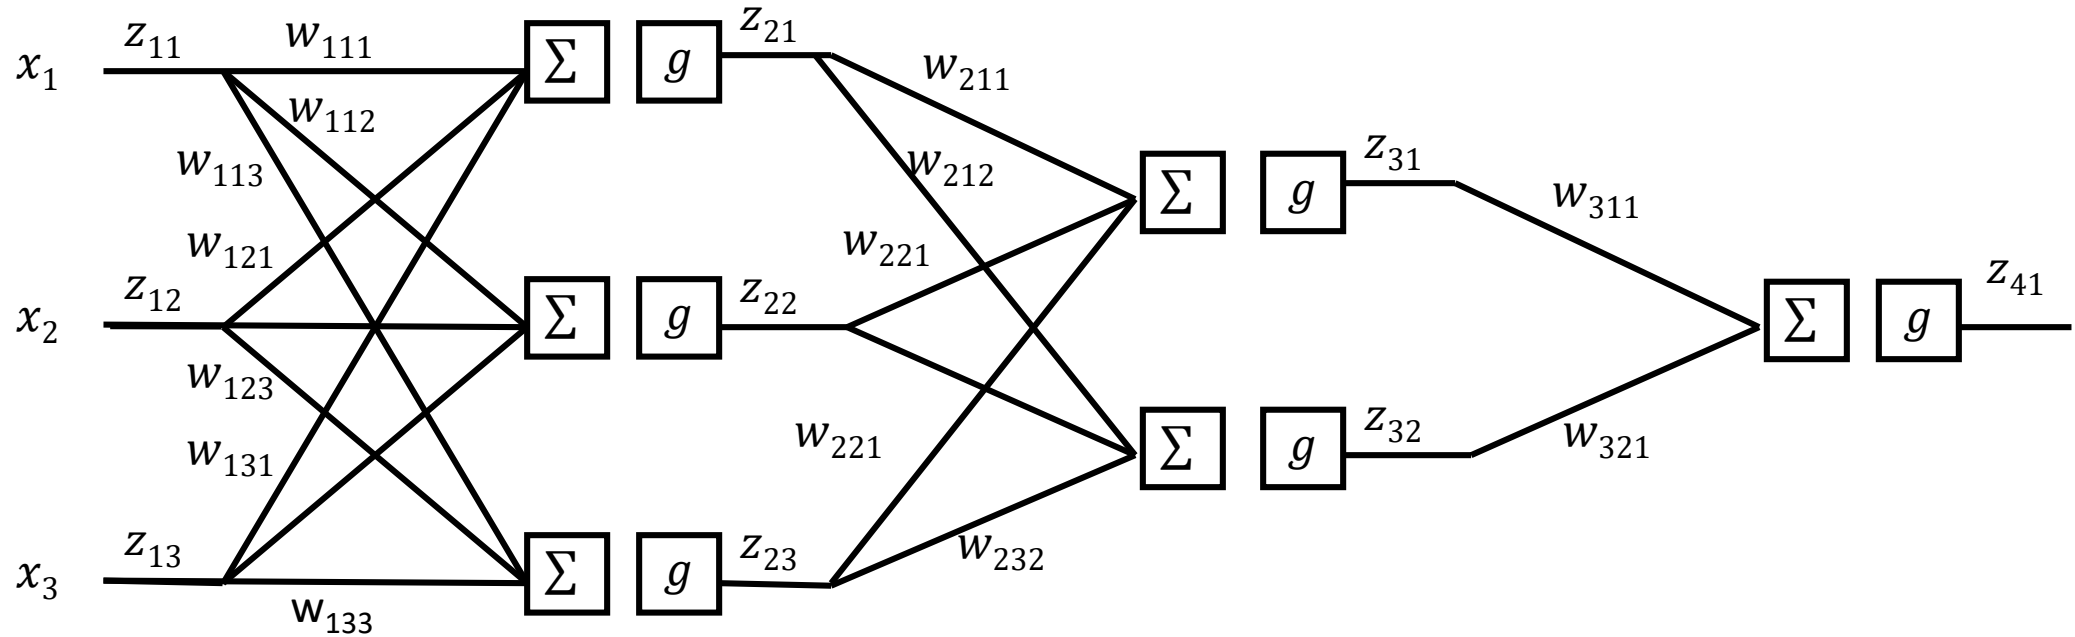 x₁ z₁₁ w₁₁₁ Σ g z₂₁
w₁₁₂
w₂₁₁
w₁₁₃
w₂₁₂
Σ g z₃₁
w₃₁₁
w₁₂₁
w₂₂₁
x₂ z₁₂ Σ g z₂₂
Σ g z₄₁
w₁₂₃
w₁₃₁
w₂₂₁
Σ g z₃₂
w₃₂₁
x₃ z₁₃ Σ g z₂₃
w₂₃₂
w₁₃₃